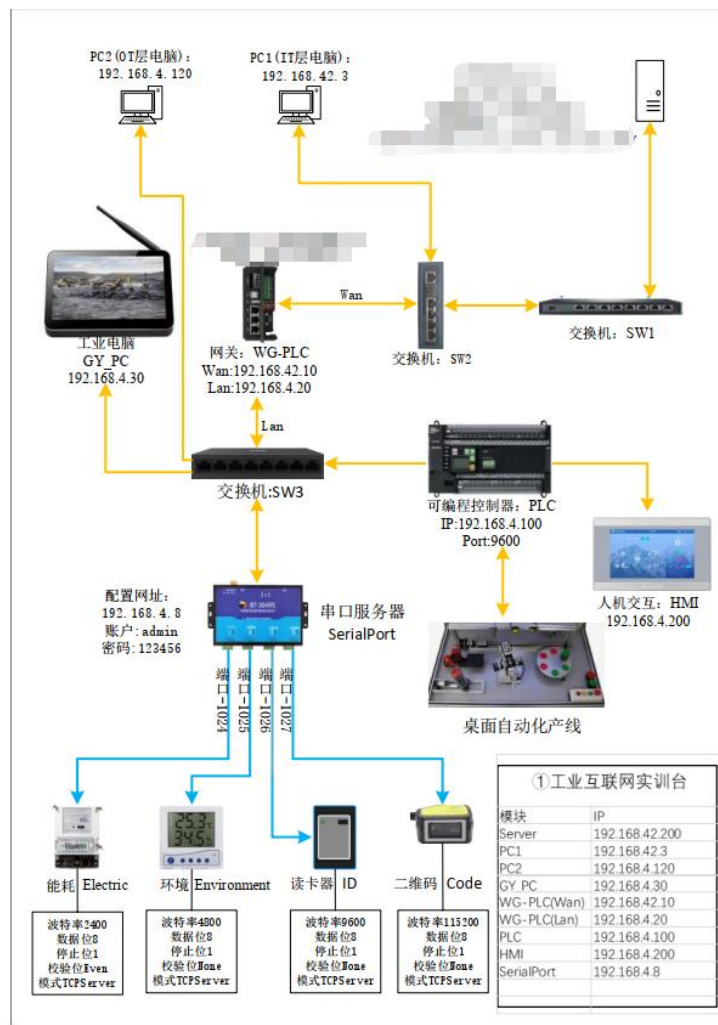 PC2(OT层电脑):
192.168.4.120
PC1(IT层电脑):
192.168.42.3
工业电脑
GY_PC
192.168.4.30
网关: WG-PLC
Wan:192.168.42.10
Lan:192.168.4.20
Wan
交换机: SW2
交换机: SW1
Lan
交换机:SW3
可编程控制器: PLC
IP:192.168.4.100
Port:9600
人机交互: HMI
192.168.4.200
配置网址:
192.168.4.8
账户:admin
密码:123456
串口服务器
SerialPort
端口-1024
端口-1025
端口-1026
端口-1027
桌面自动化产线
能耗 Electric
环境 Environment
读卡器 ID
二维码 Code
波特率2400
数据位8
停止位1
校验位Even
模式TCPServer
波特率4800
数据位8
停止位1
校验位None
模式TCPServer
波特率9600
数据位8
停止位1
校验位None
模式TCPServer
波特率115200
数据位8
停止位1
校验位None
模式TCPServer
①工业互联网实训台
模块 IP
Server 192.168.42.200
PC1 192.168.42.3
PC2 192.168.4.120
GY PC 192.168.4.30
WG-PLC(Wan) 192.168.42.10
WG-PLC(Lan) 192.168.4.20
PLC 192.168.4.100
HMI 192.168.4.200
SerialPort 192.168.4.8